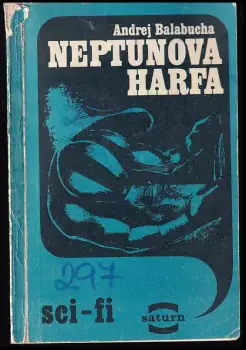 Andrej Balabucha
NEPTUNOVA
HARFA
297
sci-fi
saturn